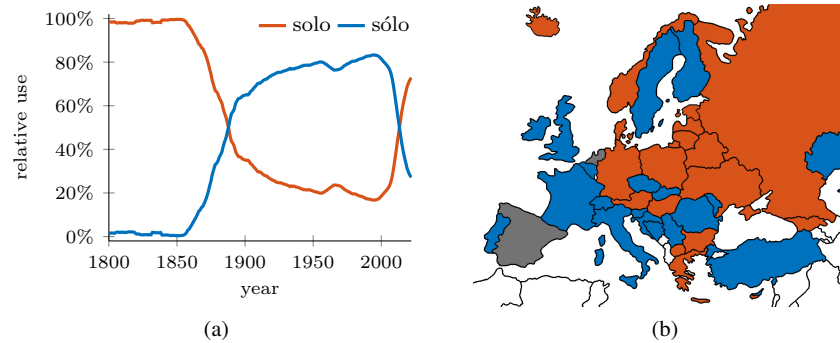 100%
80%
60%
40%
20%
0%
relative use
solo sólo
1800 1850 1900 1950 2000
year
(a)
(b)